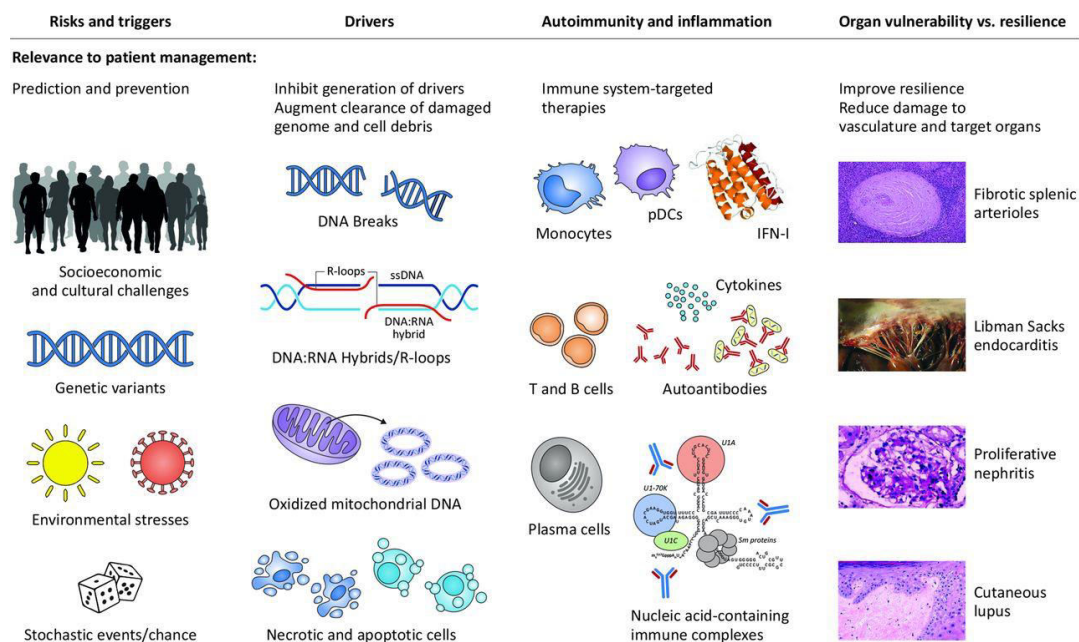 Risks and triggers
Drivers
Autoimmunity and inflammation
Organ vulnerability vs. resilience
Relevance to patient management:
Prediction and prevention
Socioeconomic
and cultural challenges
Genetic variants
Environmental stresses
Stochastic events/chance
Inhibit generation of drivers
Augment clearance of damaged
genome and cell debris
DNA Breaks
R-loops
ssDNA
DNA:RNA
hybrid
DNA:RNA Hybrids/R-loops
Oxidized mitochondrial DNA
Necrotic and apoptotic cells
Immune system-targeted
therapies
Monocytes
pDCs
IFN-I
Cytokines
T and B cells
Autoantibodies
Plasma cells
U1A
U1-70K
U1C
Sm proteins
Nucleic acid-containing
immune complexes
Improve resilience
Reduce damage to
vasculature and target organs
Fibrotic splenic
arterioles
Libman Sacks
endocarditis
Proliferative
nephritis
Cutaneous
lupus